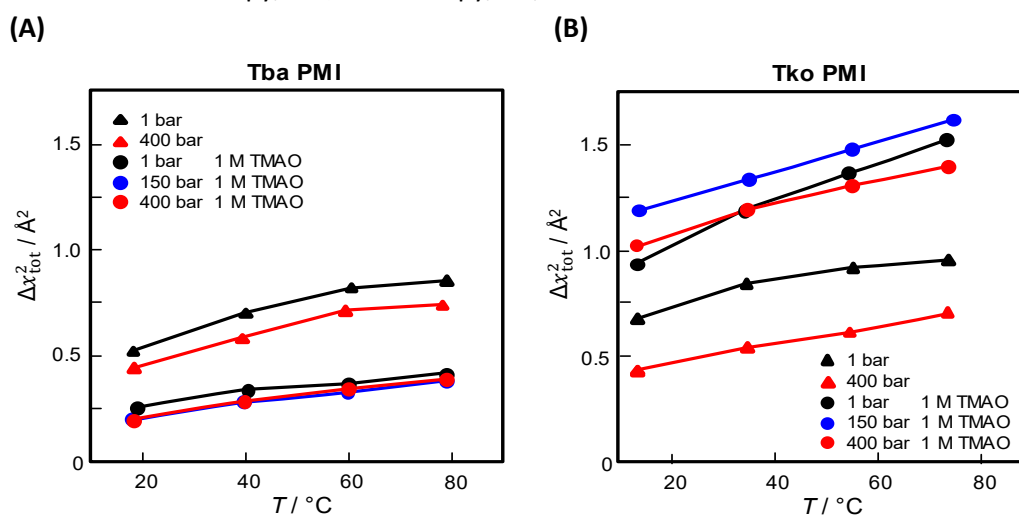 (A)
Tba PMI
1 bar
400 bar
1 bar 1 M TMAO
150 bar 1 M TMAO
400 bar 1 M TMAO
1.5
1.0
0.5
0
Δx²tot / Å²
20 40 60 80
T / °C
(B)
Tko PMI
1.5
1.0
0.5
0
Δx²tot / Å²
1 bar
400 bar
1 bar 1 M TMAO
150 bar 1 M TMAO
400 bar 1 M TMAO
20 40 60 80
T / °C